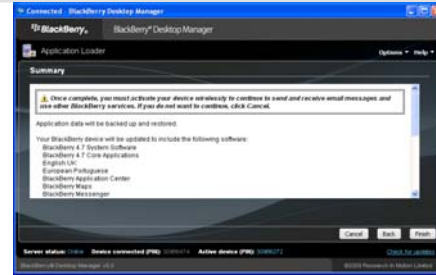 Connected - BlackBerry Desktop Manager
BlackBerry® BlackBerry® Desktop Manager
Application Loader
Options Help
Summary
Once complete, you must activate your device wirelessly to continue to send and receive email messages and
use other BlackBerry services. If you do not want to continue, click Cancel.
Application data will be backed up and restored.
Your BlackBerry device will be updated to include the following software:
BlackBerry 4.7 System Software
BlackBerry 4.7 Core Applications
English UK
European Portuguese
BlackBerry Application Center
BlackBerry Maps
BlackBerry Messenger
Cancel Back Finish
Server status: Online Device connected (PIN): Active device (PIN): Check for updates
BlackBerry® Desktop Manager Research In Motion Limited